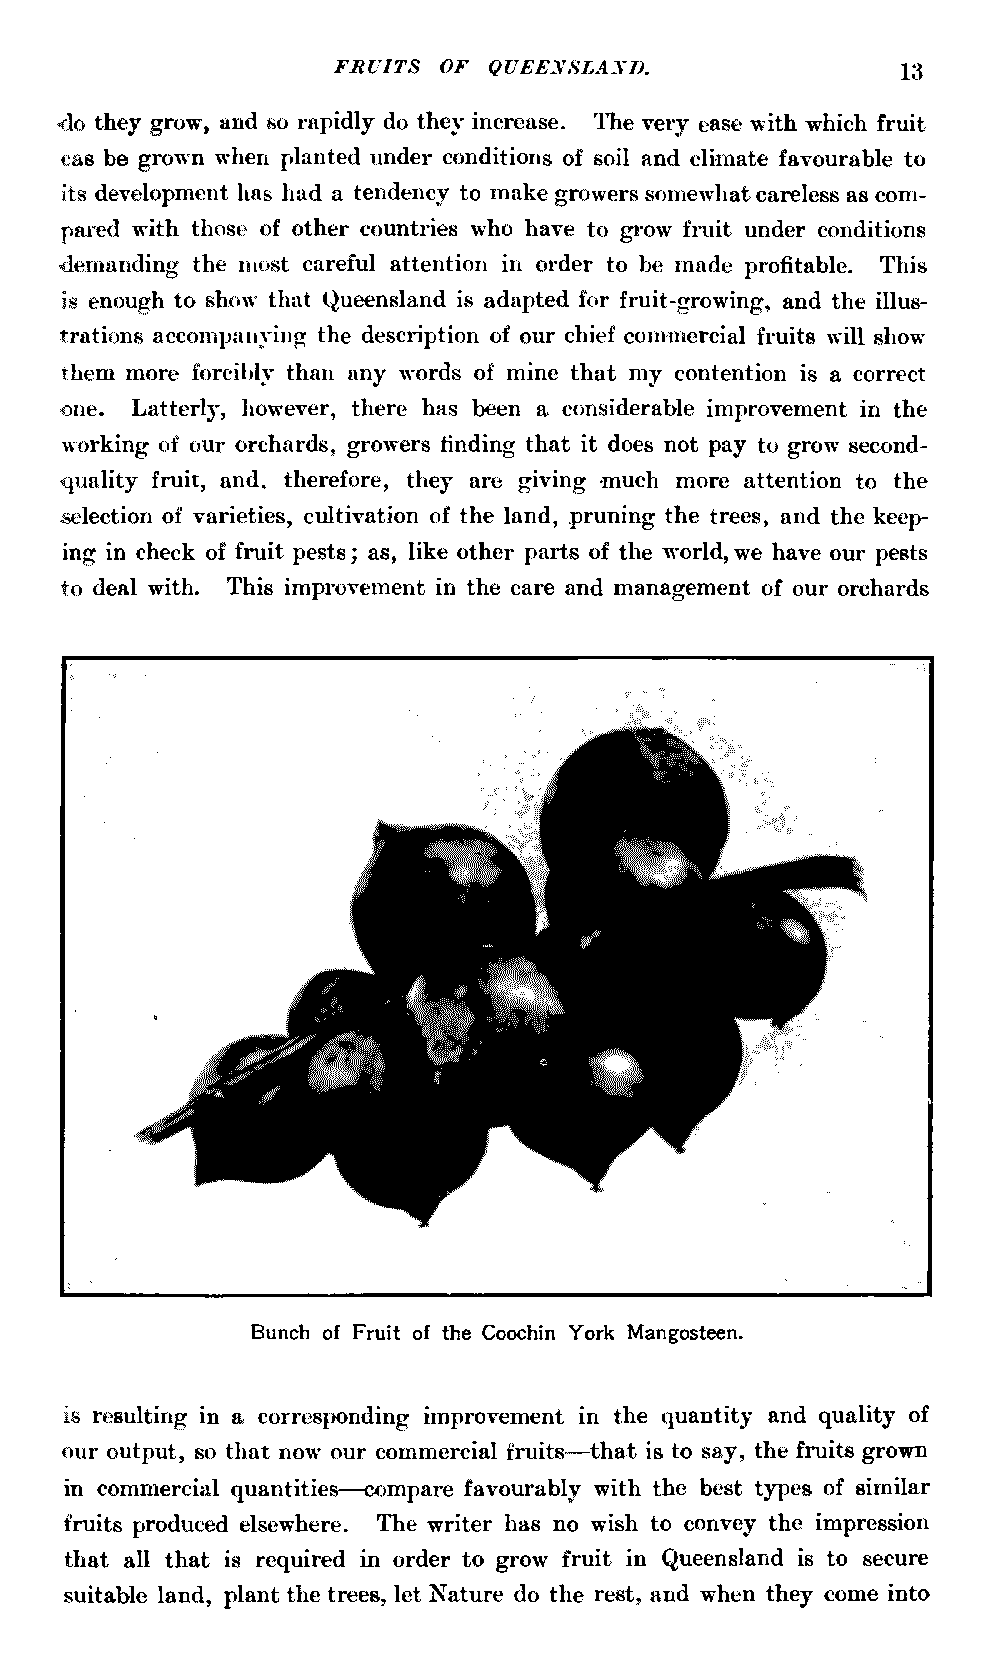 FRUITS OF QUEENSLAND. 13
do they grow, and so rapidly do they increase. The very ease with which fruit
cas be grown when planted under conditions of soil and climate favourable to
its development has had a tendency to make growers somewhat careless as com-
pared with those of other countries who have to grow fruit under conditions
demanding the most careful attention in order to be made profitable. This
is enough to show that Queensland is adapted for fruit-growing, and the illus-
trations accompanying the description of our chief commercial fruits will show
them more forcibly than any words of mine that my contention is a correct
one. Latterly, however, there has been a considerable improvement in the
working of our orchards, growers finding that it does not pay to grow second-
quality fruit, and, therefore, they are giving much more attention to the
selection of varieties, cultivation of the land, pruning the trees, and the keep-
ing in check of fruit pests; as, like other parts of the world, we have our pests
to deal with. This improvement in the care and management of our orchards
Bunch of Fruit of the Coochin York Mangosteen.
is resulting in a corresponding improvement in the quantity and quality of
our output, so that now our commercial fruits—that is to say, the fruits grown
in commercial quantities—compare favourably with the best types of similar
fruits produced elsewhere. The writer has no wish to convey the impression
that all that is required in order to grow fruit in Queensland is to secure
suitable land, plant the trees, let Nature do the rest, and when they come into